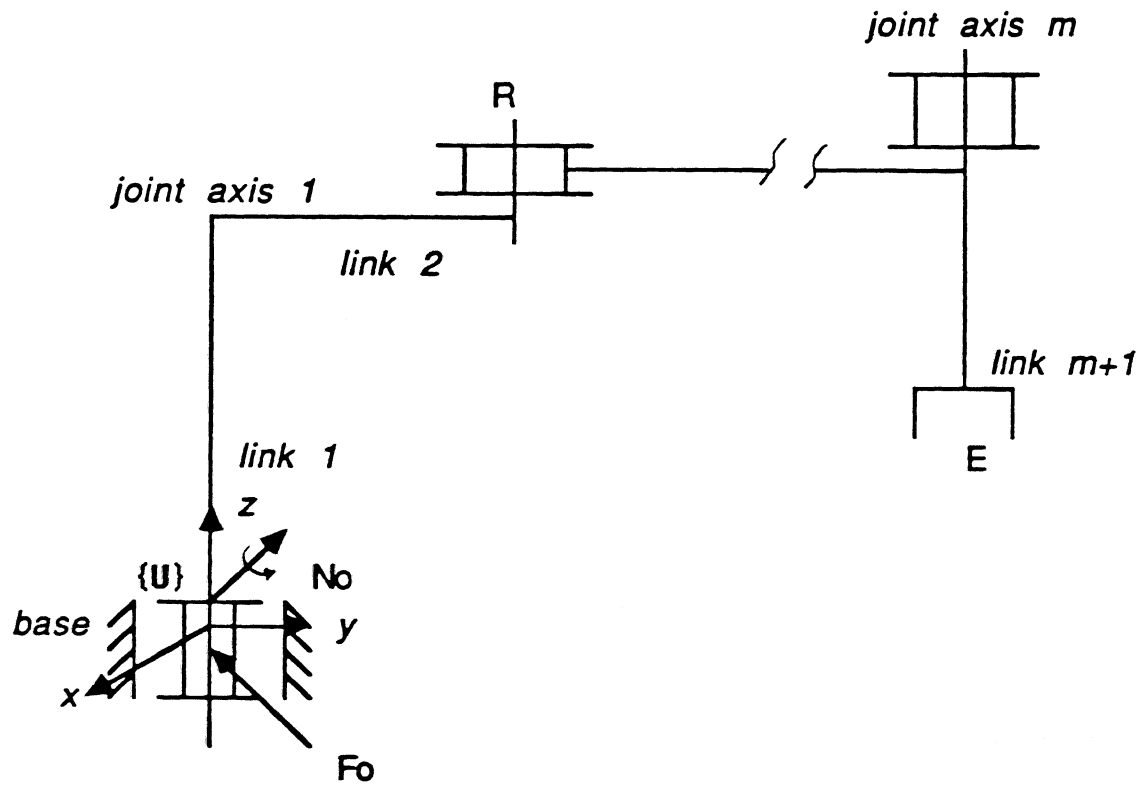 joint axis m
R
joint axis 1
link 2
link m+1
E
link 1
z
{U}
No
base
y
x
Fo